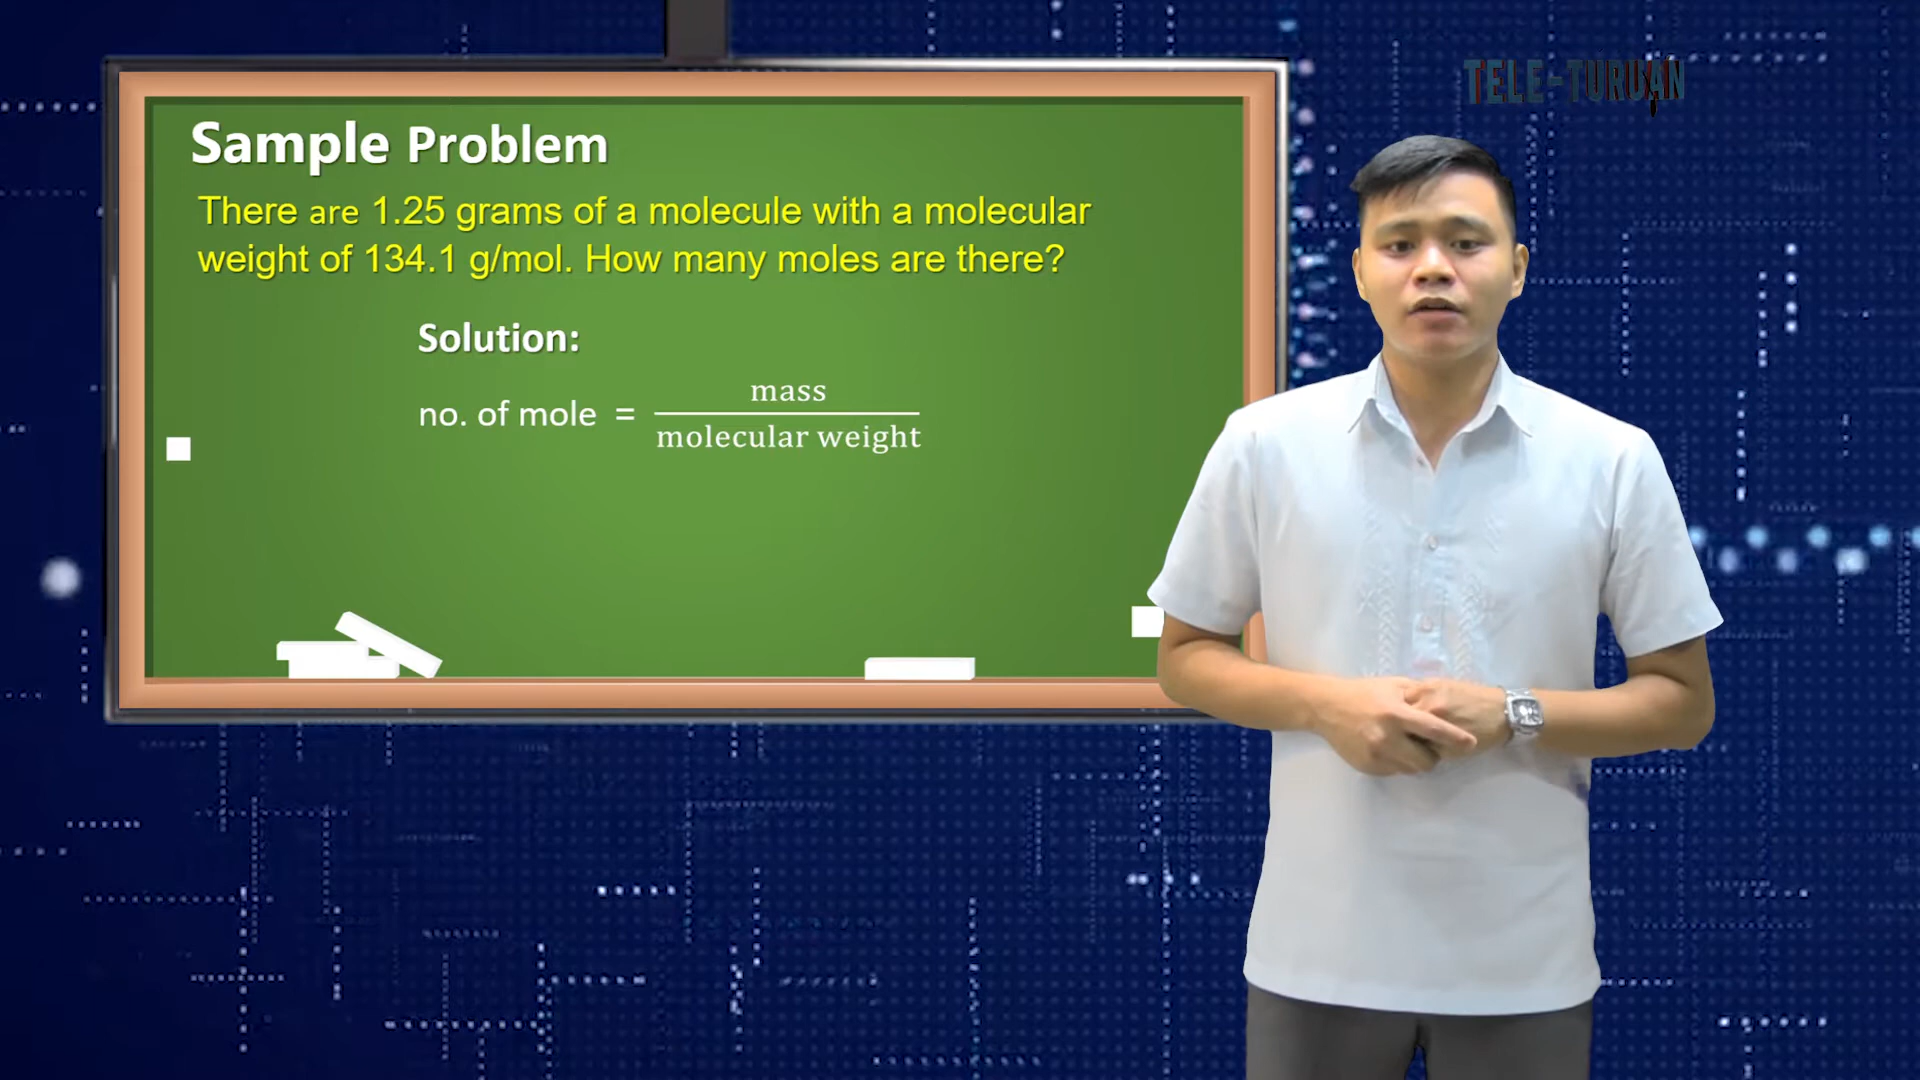 TELE-TURUAN
Sample Problem
There are 1.25 grams of a molecule with a molecular
weight of 134.1 g/mol. How many moles are there?
Solution:
no. of mole = mass
molecular weight